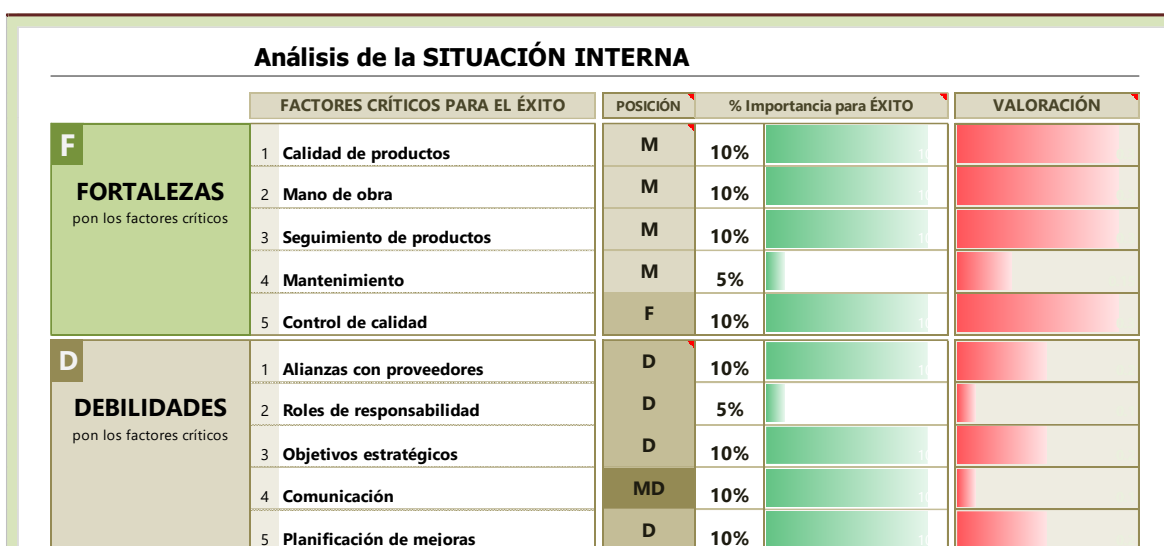 Análisis de la SITUACIÓN INTERNA
FACTORES CRÍTICOS PARA EL ÉXITO POSICIÓN % Importancia para ÉXITO VALORACIÓN
F
FORTALEZAS
pon los factores críticos
1 Calidad de productos M 10%
2 Mano de obra M 10%
3 Seguimiento de productos M 10%
4 Mantenimiento M 5%
5 Control de calidad F 10%
D
DEBILIDADES
pon los factores críticos
1 Alianzas con proveedores D 10%
2 Roles de responsabilidad D 5%
3 Objetivos estratégicos D 10%
4 Comunicación MD 10%
5 Planificación de mejoras D 10%